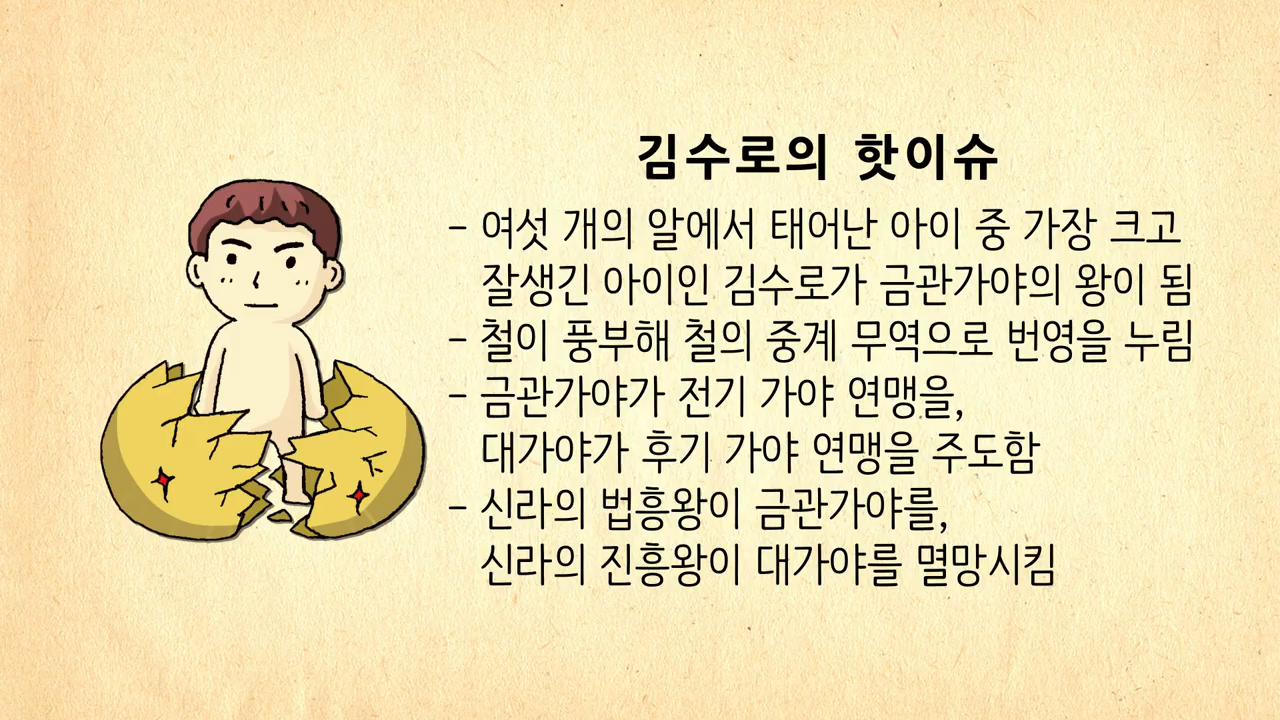 김수로의 핫이슈
- 여섯 개의 알에서 태어난 아이 중 가장 크고
잘생긴 아이인 김수로가 금관가야의 왕이 됨
- 철이 풍부해 철의 중계 무역으로 번영을 누림
- 금관가야가 전기 가야 연맹을,
대가야가 후기 가야 연맹을 주도함
- 신라의 법흥왕이 금관가야를,
신라의 진흥왕이 대가야를 멸망시킴